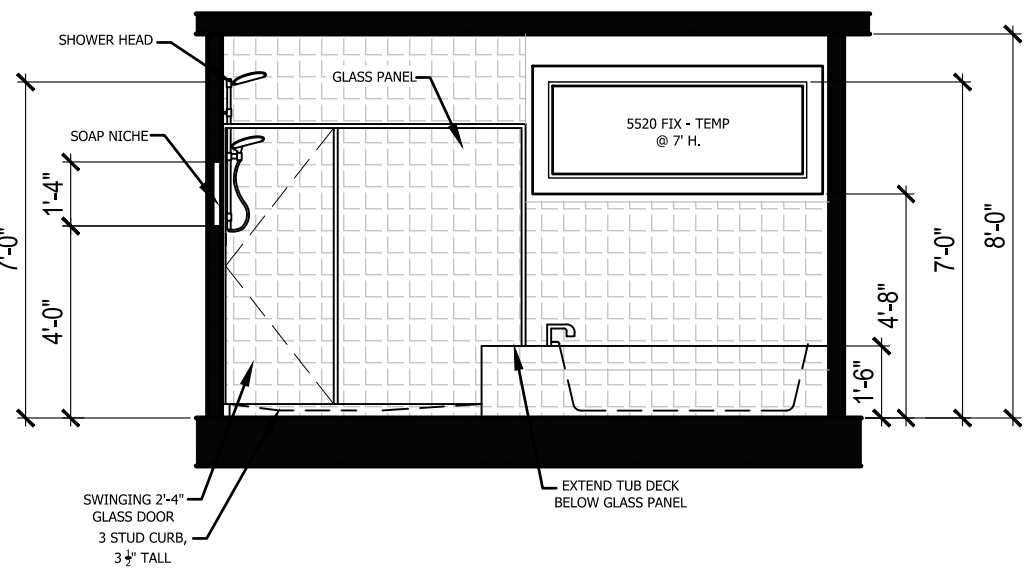 SHOWER HEAD
GLASS PANEL
SOAP NICHE
5520 FIX - TEMP
@ 7' H.
1'-4"
7'-0"
4'-0"
8'-0"
7'-0"
4'-8"
1'-6"
SWINGING 2'-4"
GLASS DOOR
3 STUD CURB,
3 1/2" TALL
EXTEND TUB DECK
BELOW GLASS PANEL